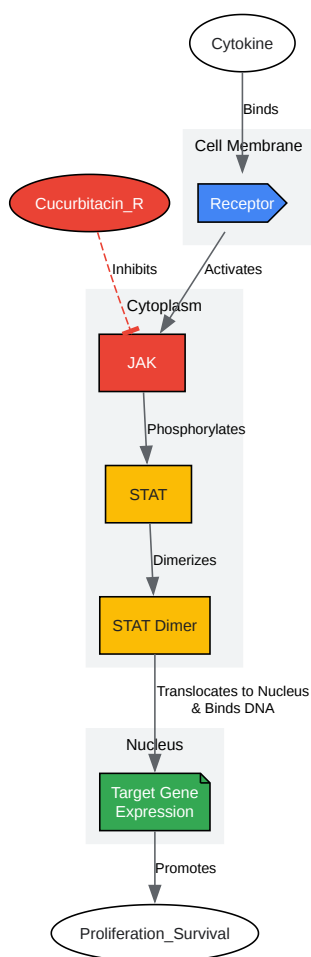 Cytokine
Binds
Cell Membrane
Receptor
Cucurbitacin_R
Inhibits
Activates
Cytoplasm
JAK
Phosphorylates
STAT
Dimerizes
STAT Dimer
Translocates to Nucleus
& Binds DNA
Nucleus
Target Gene
Expression
Promotes
Proliferation_Survival